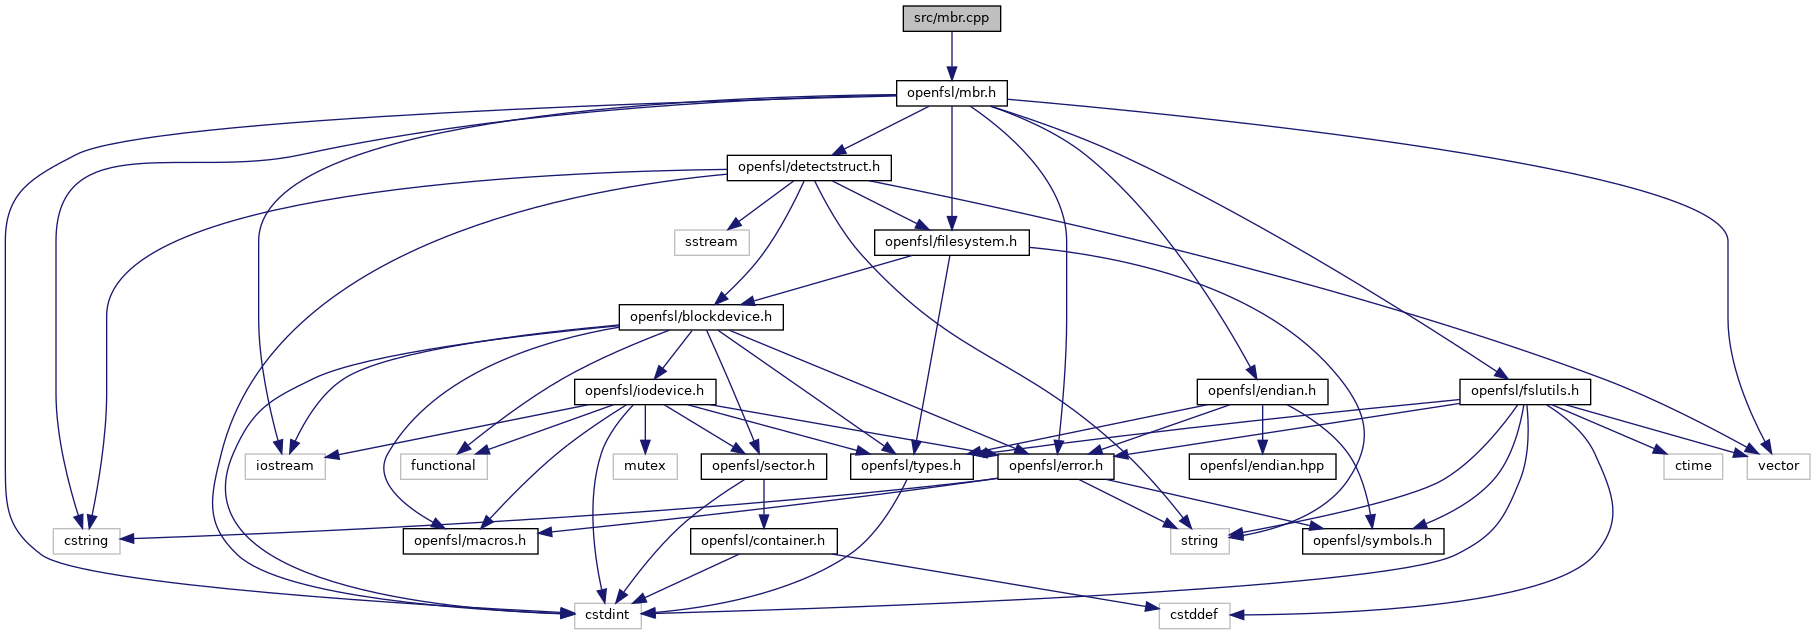 src/mbr.cpp
openfsl/mbr.h
openfsl/detectstruct.h
sstream
openfsl/filesystem.h
openfsl/blockdevice.h
openfsl/iodevice.h
openfsl/endian.h
openfsl/fslutils.h
iostream
functional
mutex
openfsl/sector.h
openfsl/types.h
openfsl/error.h
openfsl/endian.hpp
ctime
vector
cstring
openfsl/macros.h
openfsl/container.h
string
openfsl/symbols.h
cstdint
cstddef